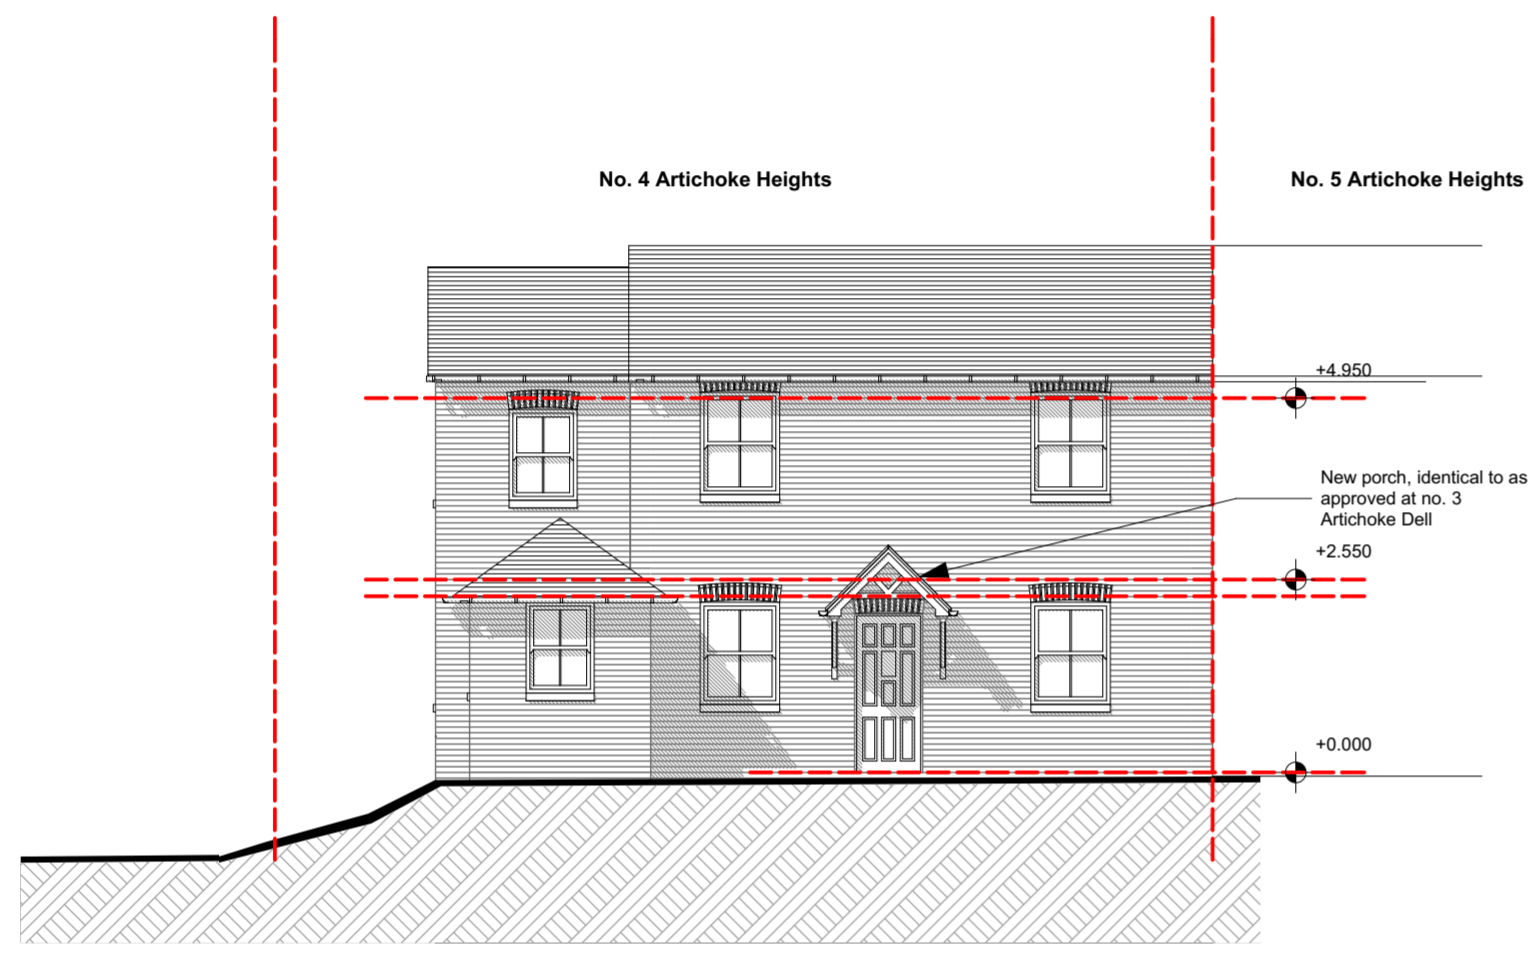 No. 4 Artichoke Heights
No. 5 Artichoke Heights
+4.950
New porch, identical to as
approved at no. 3
Artichoke Dell
+2.550
+0.000